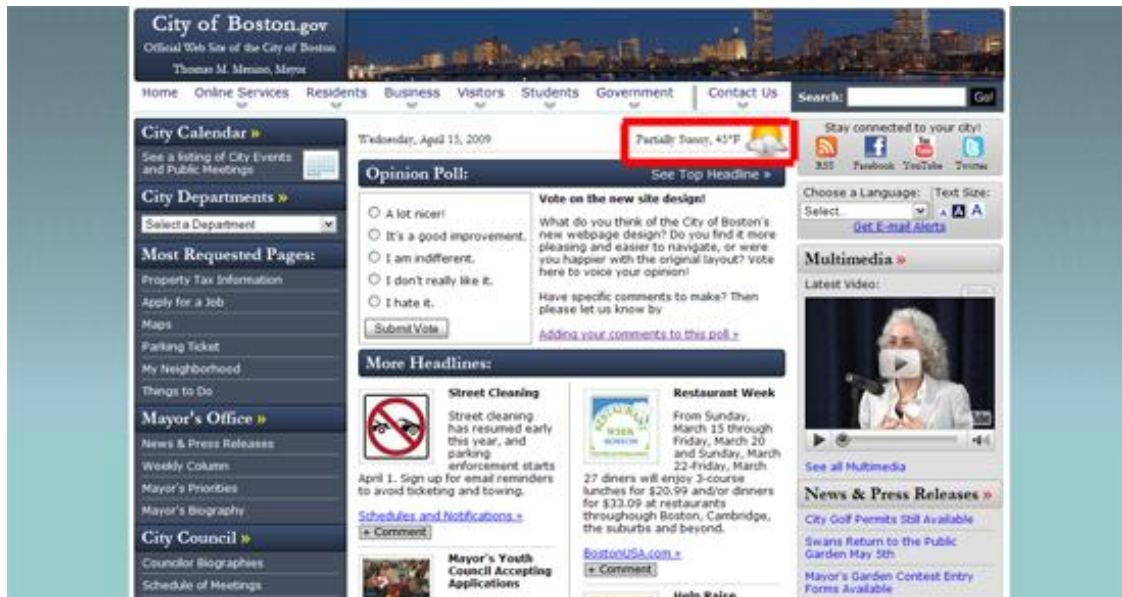 City of Boston.gov
Official Web Site of the City of Boston
Thomas M. Menino, Mayor
Home Online Services Residents Business Visitors Students Government Contact Us
Search: Go!
City Calendar »
See a listing of City Events
and Public Meetings
City Departments »
Select a Department
Most Requested Pages:
Property Tax Information
Apply for a Job
Maps
Parking Ticket
My Neighborhood
Things to Do
Mayor's Office »
News & Press Releases
Weekly Column
Mayor's Priorities
Mayor's Biography
City Council »
Councilor Biographies
Schedule of Meetings
Wednesday, April 15, 2009
Partially Sunny, 45°F
Opinion Poll: See Top Headline »
A lot nicer!
It's a good improvement.
I am indifferent.
I don't really like it.
I hate it.
Submit Vote
Vote on the new site design!
What do you think of the City of Boston's
new webpage design? Do you find it more
pleasing and easier to navigate, or were
you happier with the original layout? Vote
here to voice your opinion!
Have specific comments to make? Then
please let us know by
Adding your comments to this poll »
More Headlines:
Street Cleaning
Street cleaning
has resumed early
this year, and
parking
enforcement starts
April 1. Sign up for email reminders
to avoid ticketing and towing.
Schedules and Notifications »
+ Comment
Mayor's Youth
Council Accepting
Applications
RESTAURANT
WEEK
BOSTON
Restaurant Week
From Sunday,
March 15 through
Friday, March 20
and Sunday, March
22-Friday, March
27 diners will enjoy 3-course
lunches for $20.99 and/or dinners
for $33.09 at restaurants
throughough Boston, Cambridge,
the suburbs and beyond.
BostonUSA.com »
+ Comment
Help Raise
Stay connected to your city!
RSS Facebook YouTube Twitter
Choose a Language: Text Size:
Select... A A A
Get E-mail Alerts
Multimedia »
Latest Video:
See all Multimedia
News & Press Releases »
City Golf Permits Still Available
Swans Return to the Public
Garden May 5th
Mayor's Garden Contest Entry
Forms Available